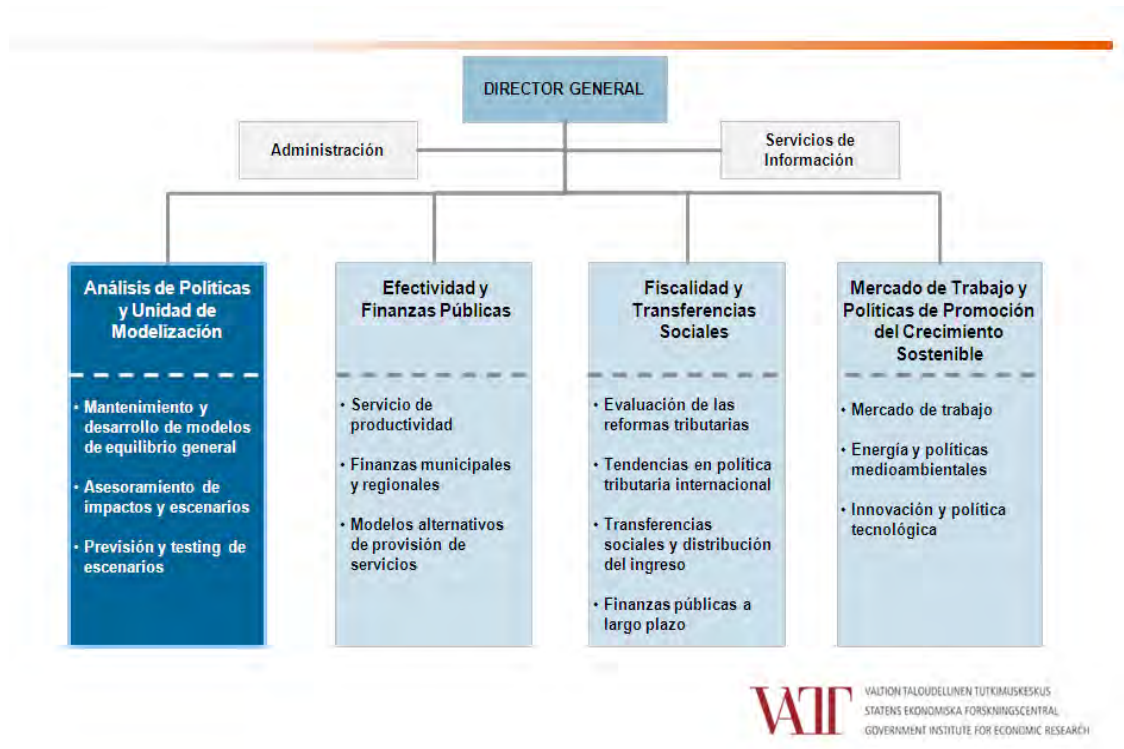 DIRECTOR GENERAL
Administración
Servicios de
Información
Análisis de Políticas
y Unidad de
Modelización
• Mantenimiento y
desarrollo de modelos
de equilibrio general
• Asesoramiento de
impactos y escenarios
• Previsión y testing de
escenarios
Efectividad y
Finanzas Públicas
• Servicio de
productividad
• Finanzas municipales
y regionales
• Modelos alternativos
de provisión de
servicios
Fiscalidad y
Transferencias
Sociales
• Evaluación de las
reformas tributarias
• Tendencias en política
tributaria internacional
• Transferencias
sociales y distribución
del ingreso
• Finanzas públicas a
largo plazo
Mercado de Trabajo y
Políticas de Promoción
del Crecimiento
Sostenible
• Mercado de trabajo
• Energía y políticas
medioambientales
• Innovación y política
tecnológica
VATT
VALTION TALOUDELLINEN TUTKIMUSKESKUS
STATENS EKONOMISKA FORSKNINGSCENTRAL
GOVERNMENT INSTITUTE FOR ECONOMIC RESEARCH